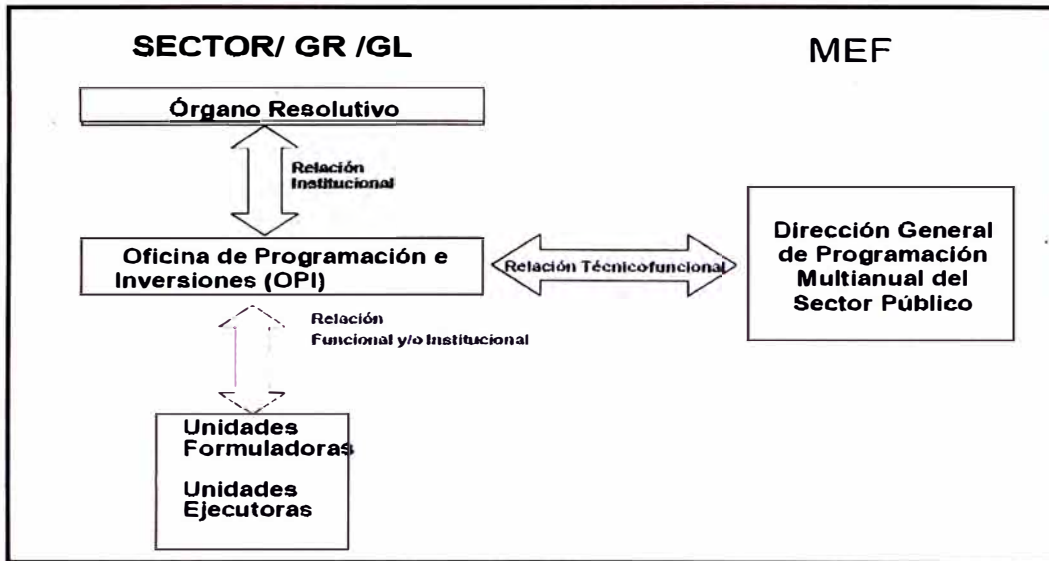 SECTOR/ GR /GL
MEF
Órgano Resolutivo
Relación
Institucional
Oficina de Programación e
Inversiones (OPI)
Relación Técnicofuncional
Dirección General
de Programación
Multianual del
Sector Público
Relación
Funcional y/o Institucional
Unidades
Formuladoras
Unidades
Ejecutoras